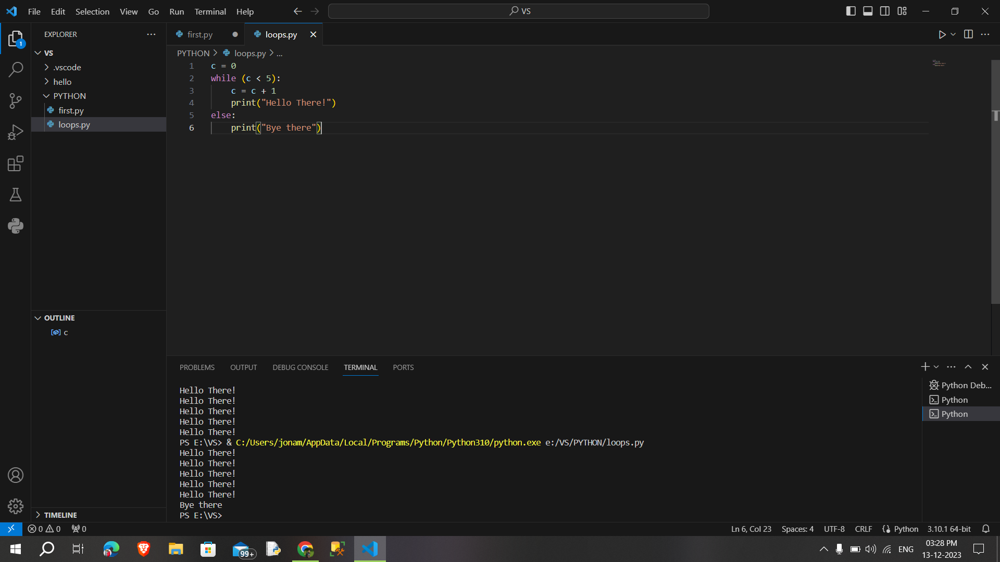 File Edit Selection View Go Run Terminal Help
VS
EXPLORER
1
VS
.vscode
hello
PYTHON
first.py
loops.py
OUTLINE
c
TIMELINE
first.py
loops.py
PYTHON > loops.py > ...
1 c = 0
2 while (c < 5):
3 c = c + 1
4 print("Hello There!")
5 else:
6 print("Bye there")
PROBLEMS OUTPUT DEBUG CONSOLE TERMINAL PORTS
Hello There!
Hello There!
Hello There!
Hello There!
Hello There!
PS E:\VS> & C:/Users/jonam/AppData/Local/Programs/Python/Python310/python.exe e:/VS/PYTHON/loops.py
Hello There!
Hello There!
Hello There!
Hello There!
Hello There!
Bye there
PS E:\VS>
Python Deb...
Python
Python
0 0 0
Ln 6, Col 23 Spaces: 4 UTF-8 CRLF Python 3.10.1 64-bit
99+
ENG
03:28 PM
13-12-2023